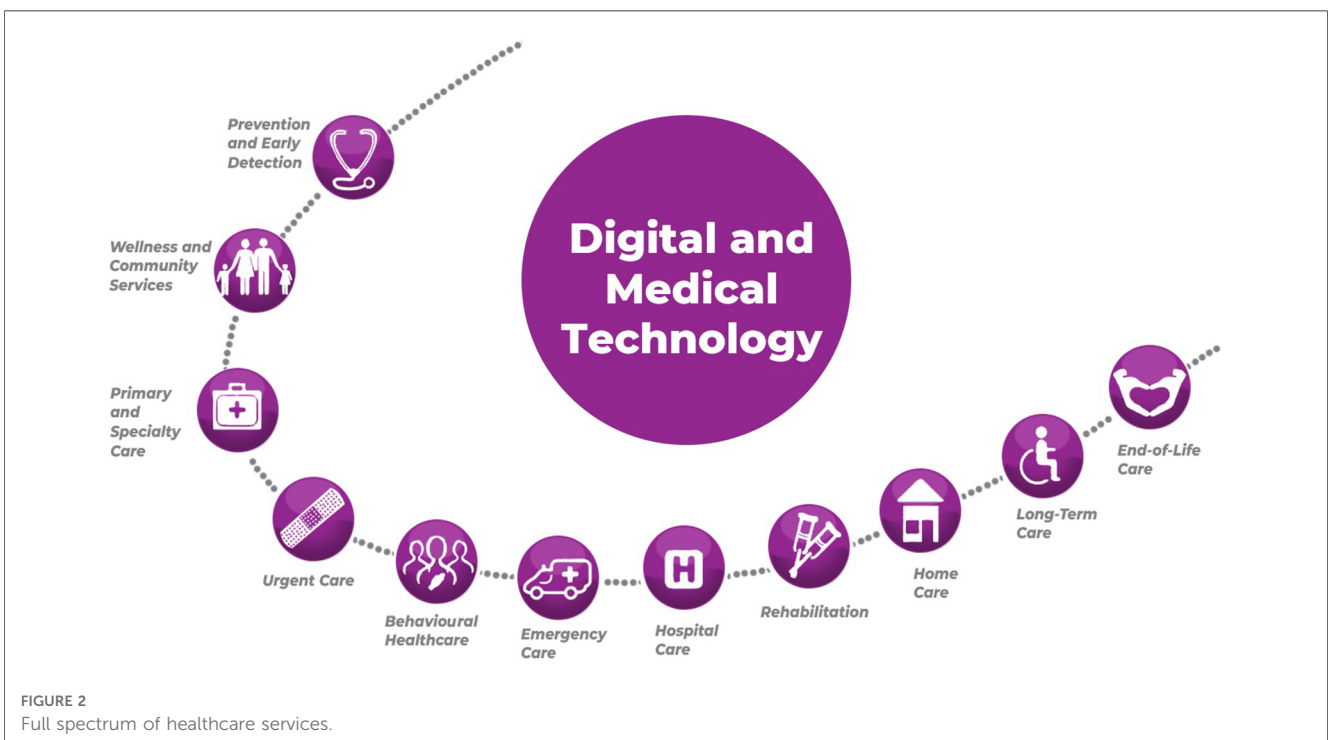 Prevention
and Early
Detection
Wellness and
Community
Services
Primary
and
Specialty
Care
Urgent Care
Behavioural
Healthcare
Emergency
Care
H
Hospital
Care
Rehabilitation
Home
Care
Long-Term
Care
End-of-Life
Care
Digital and
Medical
Technology
FIGURE 2
Full spectrum of healthcare services.